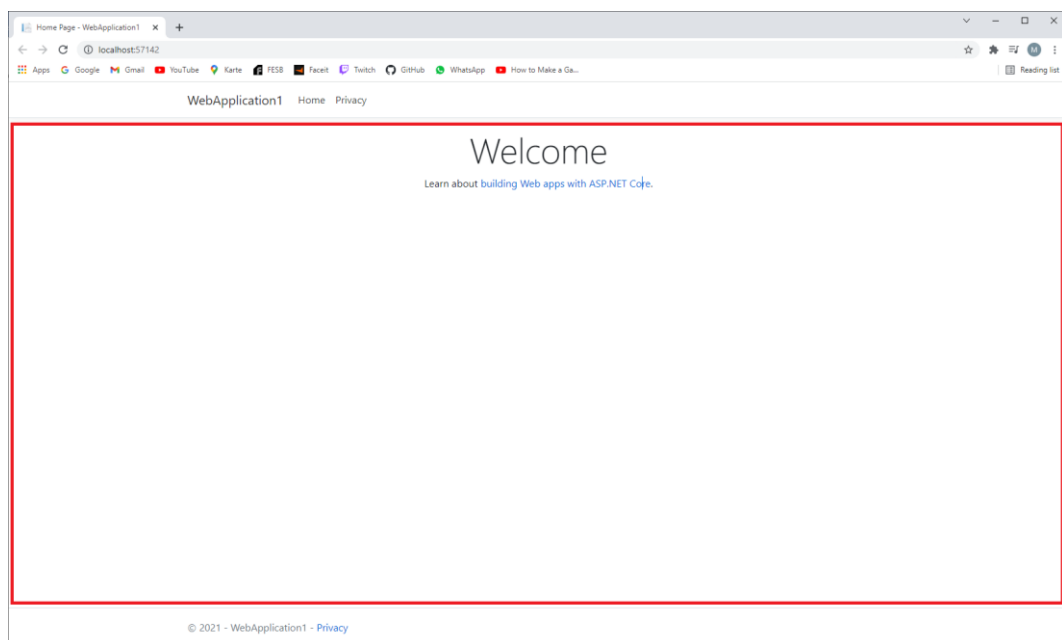 Home Page - WebApplication1
localhost:57142
M
Apps Google Gmail YouTube Karte FESB Faceit Twitch GitHub WhatsApp How to Make a Ga... Reading list
WebApplication1 Home Privacy
Welcome
Learn about building Web apps with ASP.NET Core.
© 2021 - WebApplication1 - Privacy